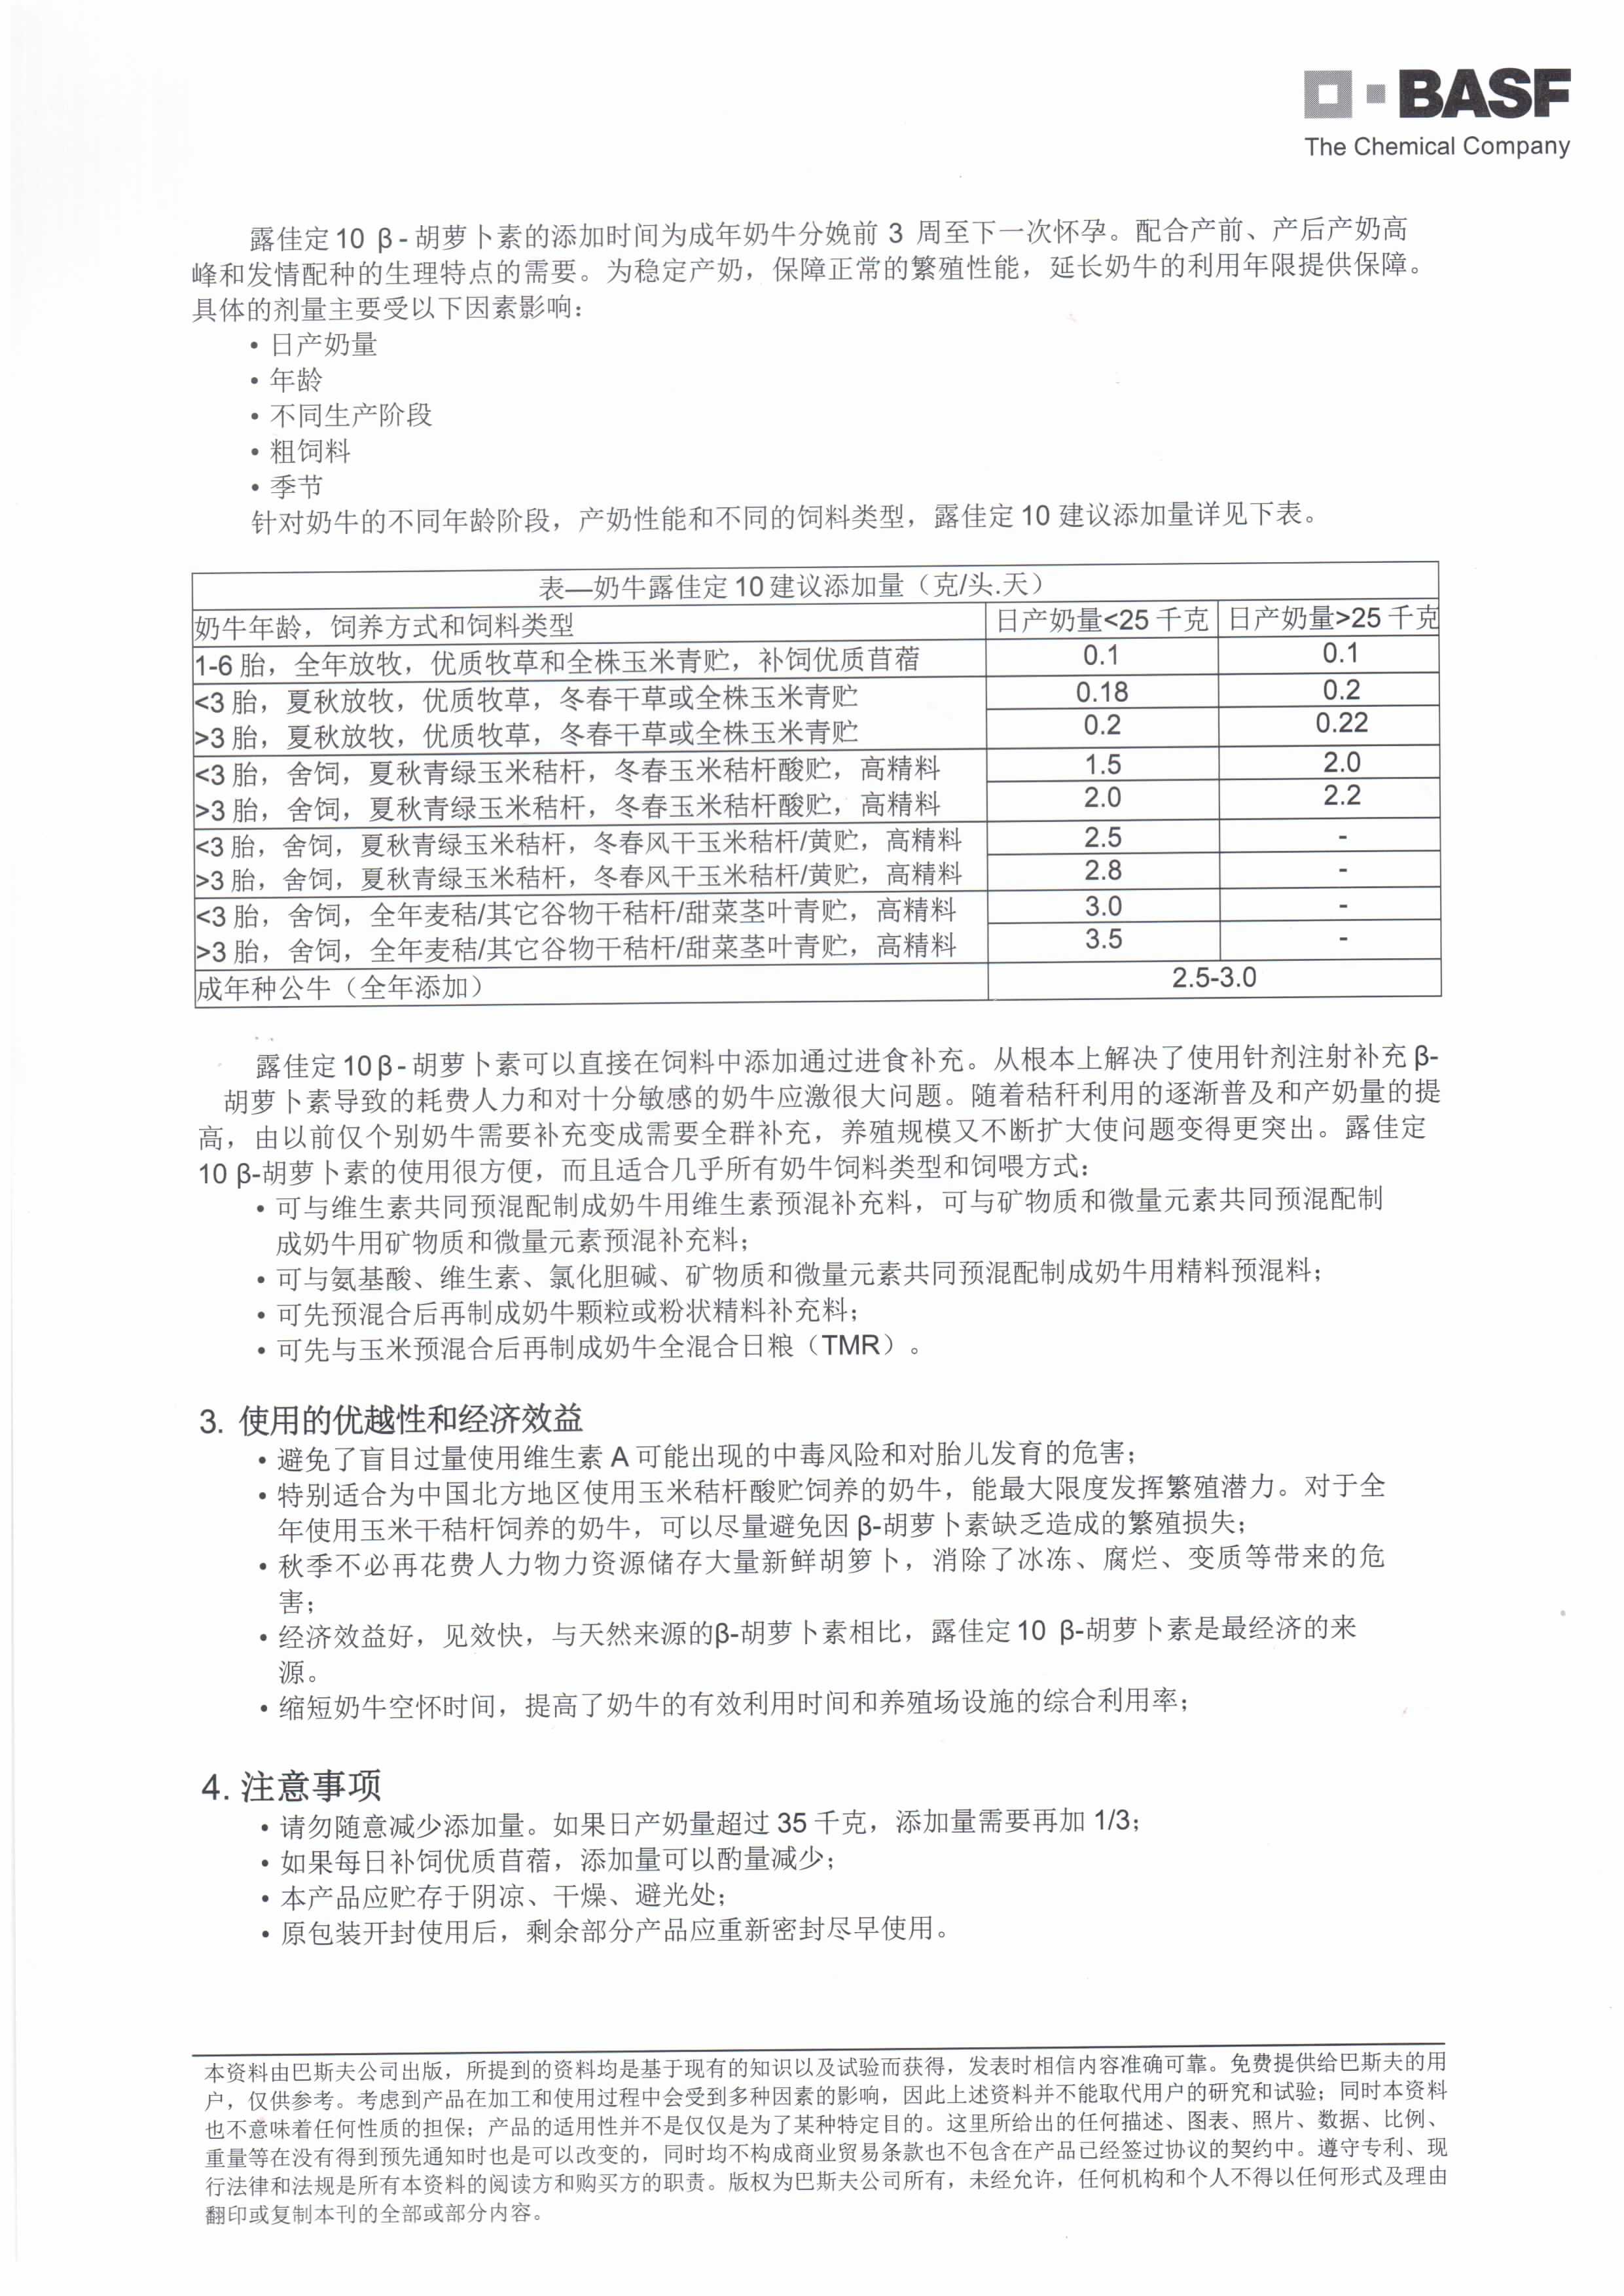 BASF
The Chemical Company
露佳定 10 β - 胡萝卜素的添加时间为成年奶牛分娩前 3 周至下一次怀孕。配合产前、产后产奶高
峰和发情配种的生理特点的需要。为稳定产奶，保障正常的繁殖性能，延长奶牛的利用年限提供保障。
具体的剂量主要受以下因素影响：
• 日产奶量
• 年龄
• 不同生产阶段
• 粗饲料
• 季节
针对奶牛的不同年龄阶段，产奶性能和不同的饲料类型，露佳定 10 建议添加量详见下表。
表—奶牛露佳定 10 建议添加量（克/头.天）
奶牛年龄，饲养方式和饲料类型 日产奶量<25 千克 日产奶量>25 千克
1-6 胎，全年放牧，优质牧草和全株玉米青贮，补饲优质苜蓿 0.1 0.1
<3 胎，夏秋放牧，优质牧草，冬春干草或全株玉米青贮 0.18 0.2
>3 胎，夏秋放牧，优质牧草，冬春干草或全株玉米青贮 0.2 0.22
<3 胎，舍饲，夏秋青绿玉米秸杆，冬春玉米秸杆酸贮，高精料 1.5 2.0
>3 胎，舍饲，夏秋青绿玉米秸杆，冬春玉米秸杆酸贮，高精料 2.0 2.2
<3 胎，舍饲，夏秋青绿玉米秸杆，冬春风干玉米秸杆/黄贮，高精料 2.5 -
>3 胎，舍饲，夏秋青绿玉米秸杆，冬春风干玉米秸杆/黄贮，高精料 2.8 -
<3 胎，舍饲，全年麦秸/其它谷物干秸杆/甜菜茎叶青贮，高精料 3.0 -
>3 胎，舍饲，全年麦秸/其它谷物干秸杆/甜菜茎叶青贮，高精料 3.5 -
成年种公牛（全年添加） 2.5-3.0
露佳定 10 β - 胡萝卜素可以直接在饲料中添加通过进食补充。从根本上解决了使用针剂注射补充 β-
胡萝卜素导致的耗费人力和对十分敏感的奶牛应激很大问题。随着秸秆利用的逐渐普及和产奶量的提
高，由以前仅个别奶牛需要补充变成需要全群补充，养殖规模又不断扩大使问题变得更突出。露佳定
10 β-胡萝卜素的使用很方便，而且适合几乎所有奶牛饲料类型和饲喂方式：
• 可与维生素共同预混配制成奶牛用维生素预混补充料，可与矿物质和微量元素共同预混配制
成奶牛用矿物质和微量元素预混补充料；
• 可与氨基酸、维生素、氯化胆碱、矿物质和微量元素共同预混配制成奶牛用精料预混料；
• 可先预混合后再制成奶牛颗粒或粉状精料补充料；
• 可先与玉米预混合后再制成奶牛全混合日粮（TMR）。
3. 使用的优越性和经济效益
• 避免了盲目过量使用维生素 A 可能出现的中毒风险和对胎儿发育的危害；
• 特别适合为中国北方地区使用玉米秸杆酸贮饲养的奶牛，能最大限度发挥繁殖潜力。对于全
年使用玉米干秸杆饲养的奶牛，可以尽量避免因 β-胡萝卜素缺乏造成的繁殖损失；
• 秋季不必再花费人力物力资源储存大量新鲜胡箩卜，消除了冰冻、腐烂、变质等带来的危
害；
• 经济效益好，见效快，与天然来源的β-胡萝卜素相比，露佳定 10 β-胡萝卜素是最经济的来
源。
• 缩短奶牛空怀时间，提高了奶牛的有效利用时间和养殖场设施的综合利用率；
4. 注意事项
• 请勿随意减少添加量。如果日产奶量超过 35 千克，添加量需要再加 1/3；
• 如果每日补饲优质苜蓿，添加量可以酌量减少；
• 本产品应贮存于阴凉、干燥、避光处；
• 原包装开封使用后，剩余部分产品应重新密封尽早使用。
本资料由巴斯夫公司出版，所提到的资料均是基于现有的知识以及试验而获得，发表时相信内容准确可靠。免费提供给巴斯夫的用
户，仅供参考。考虑到产品在加工和使用过程中会受到多种因素的影响，因此上述资料并不能取代用户的研究和试验；同时本资料
也不意味着任何性质的担保；产品的适用性并不是仅仅是为了某种特定目的。这里所给出的任何描述、图表、照片、数据、比例、
重量等在没有得到预先通知时也是可以改变的，同时均不构成商业贸易条款也不包含在产品已经签过协议的契约中。遵守专利、现
行法律和法规是所有本资料的阅读方和购买方的职责。版权为巴斯夫公司所有，未经允许，任何机构和个人不得以任何形式及理由
翻印或复制本刊的全部或部分内容。